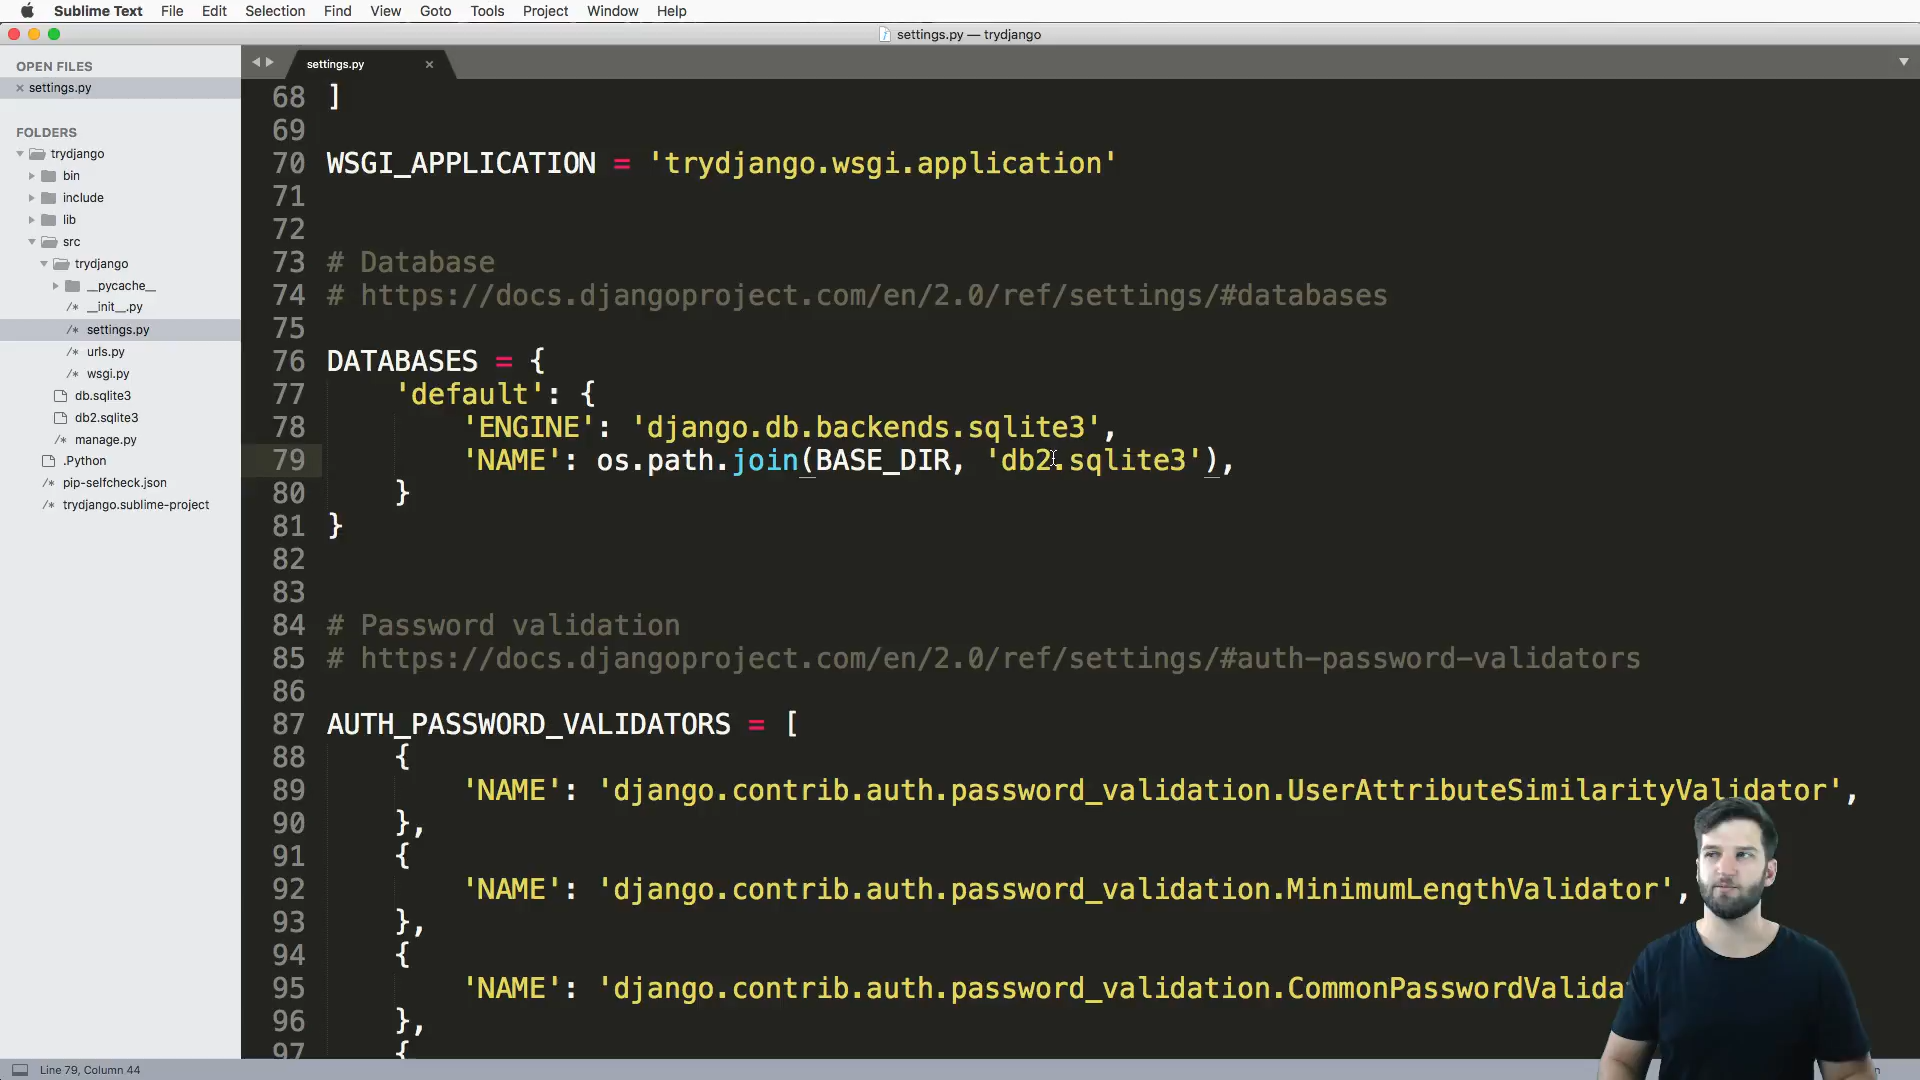 Sublime Text File Edit Selection Find View Goto Tools Project Window Help
settings.py — trydjango
OPEN FILES
× settings.py
FOLDERS
trydjango
bin
include
lib
src
trydjango
__pycache__
/* __init__.py
/* settings.py
/* urls.py
/* wsgi.py
db.sqlite3
db2.sqlite3
/* manage.py
.Python
/* pip-selfcheck.json
/* trydjango.sublime-project
settings.py ×
68 ]
69
70 WSGI_APPLICATION = 'trydjango.wsgi.application'
71
72
73 # Database
74 # https://docs.djangoproject.com/en/2.0/ref/settings/#databases
75
76 DATABASES = {
77 'default': {
78 'ENGINE': 'django.db.backends.sqlite3',
79 'NAME': os.path.join(BASE_DIR, 'db2.sqlite3'),
80 }
81 }
82
83
84 # Password validation
85 # https://docs.djangoproject.com/en/2.0/ref/settings/#auth-password-validators
86
87 AUTH_PASSWORD_VALIDATORS = [
88 {
89 'NAME': 'django.contrib.auth.password_validation.UserAttributeSimilarityValidator',
90 },
91 {
92 'NAME': 'django.contrib.auth.password_validation.MinimumLengthValidator',
93 },
94 {
95 'NAME': 'django.contrib.auth.password_validation.CommonPasswordValida
96 },
97 {
Line 79, Column 44